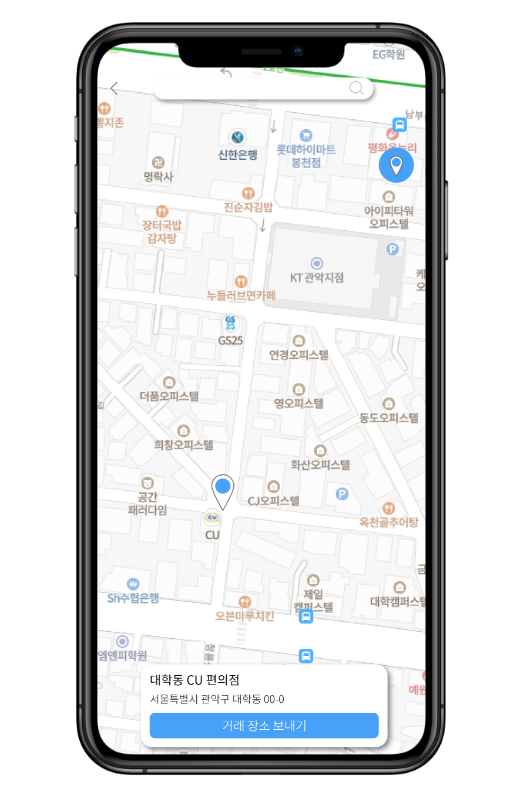 EG학원
남부
뽕지존
신한은행
롯데하이마트
봉천점
평화온누리
명락사
진순자김밥
아이피타워
오피스텔
장터국밥
감자탕
KT 관악지점
누들러브면카페
GS25
GS25
연경오피스텔
더품오피스텔
영오피스텔
동도오피스텔
희창오피스텔
화산오피스텔
공간
패러다임
CJ오피스텔
옥천골추어탕
CU
제일
캠퍼스텔
대학캠퍼스텔
Sh수협은행
오븐마루치킨
엠앤피학원
예원
대학동 CU 편의점
서울특별시 관악구 대학동 00-0
거래 장소 보내기